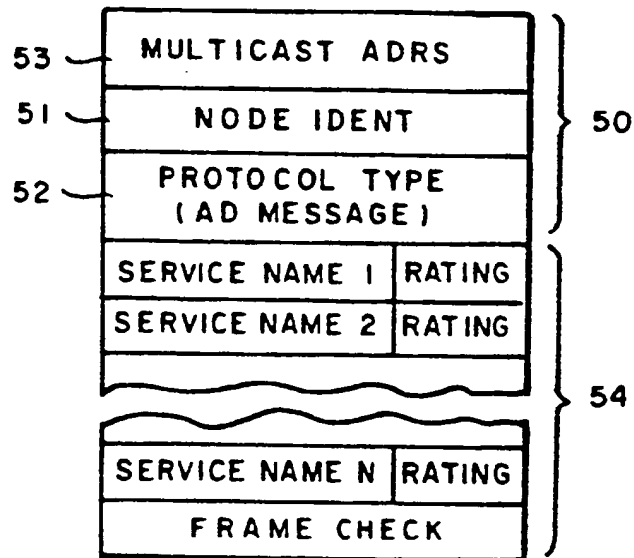 53 MULTICAST ADRS
51 NODE IDENT 50
52 PROTOCOL TYPE
(AD MESSAGE)
SERVICE NAME 1 RATING
SERVICE NAME 2 RATING
54
SERVICE NAME N RATING
FRAME CHECK